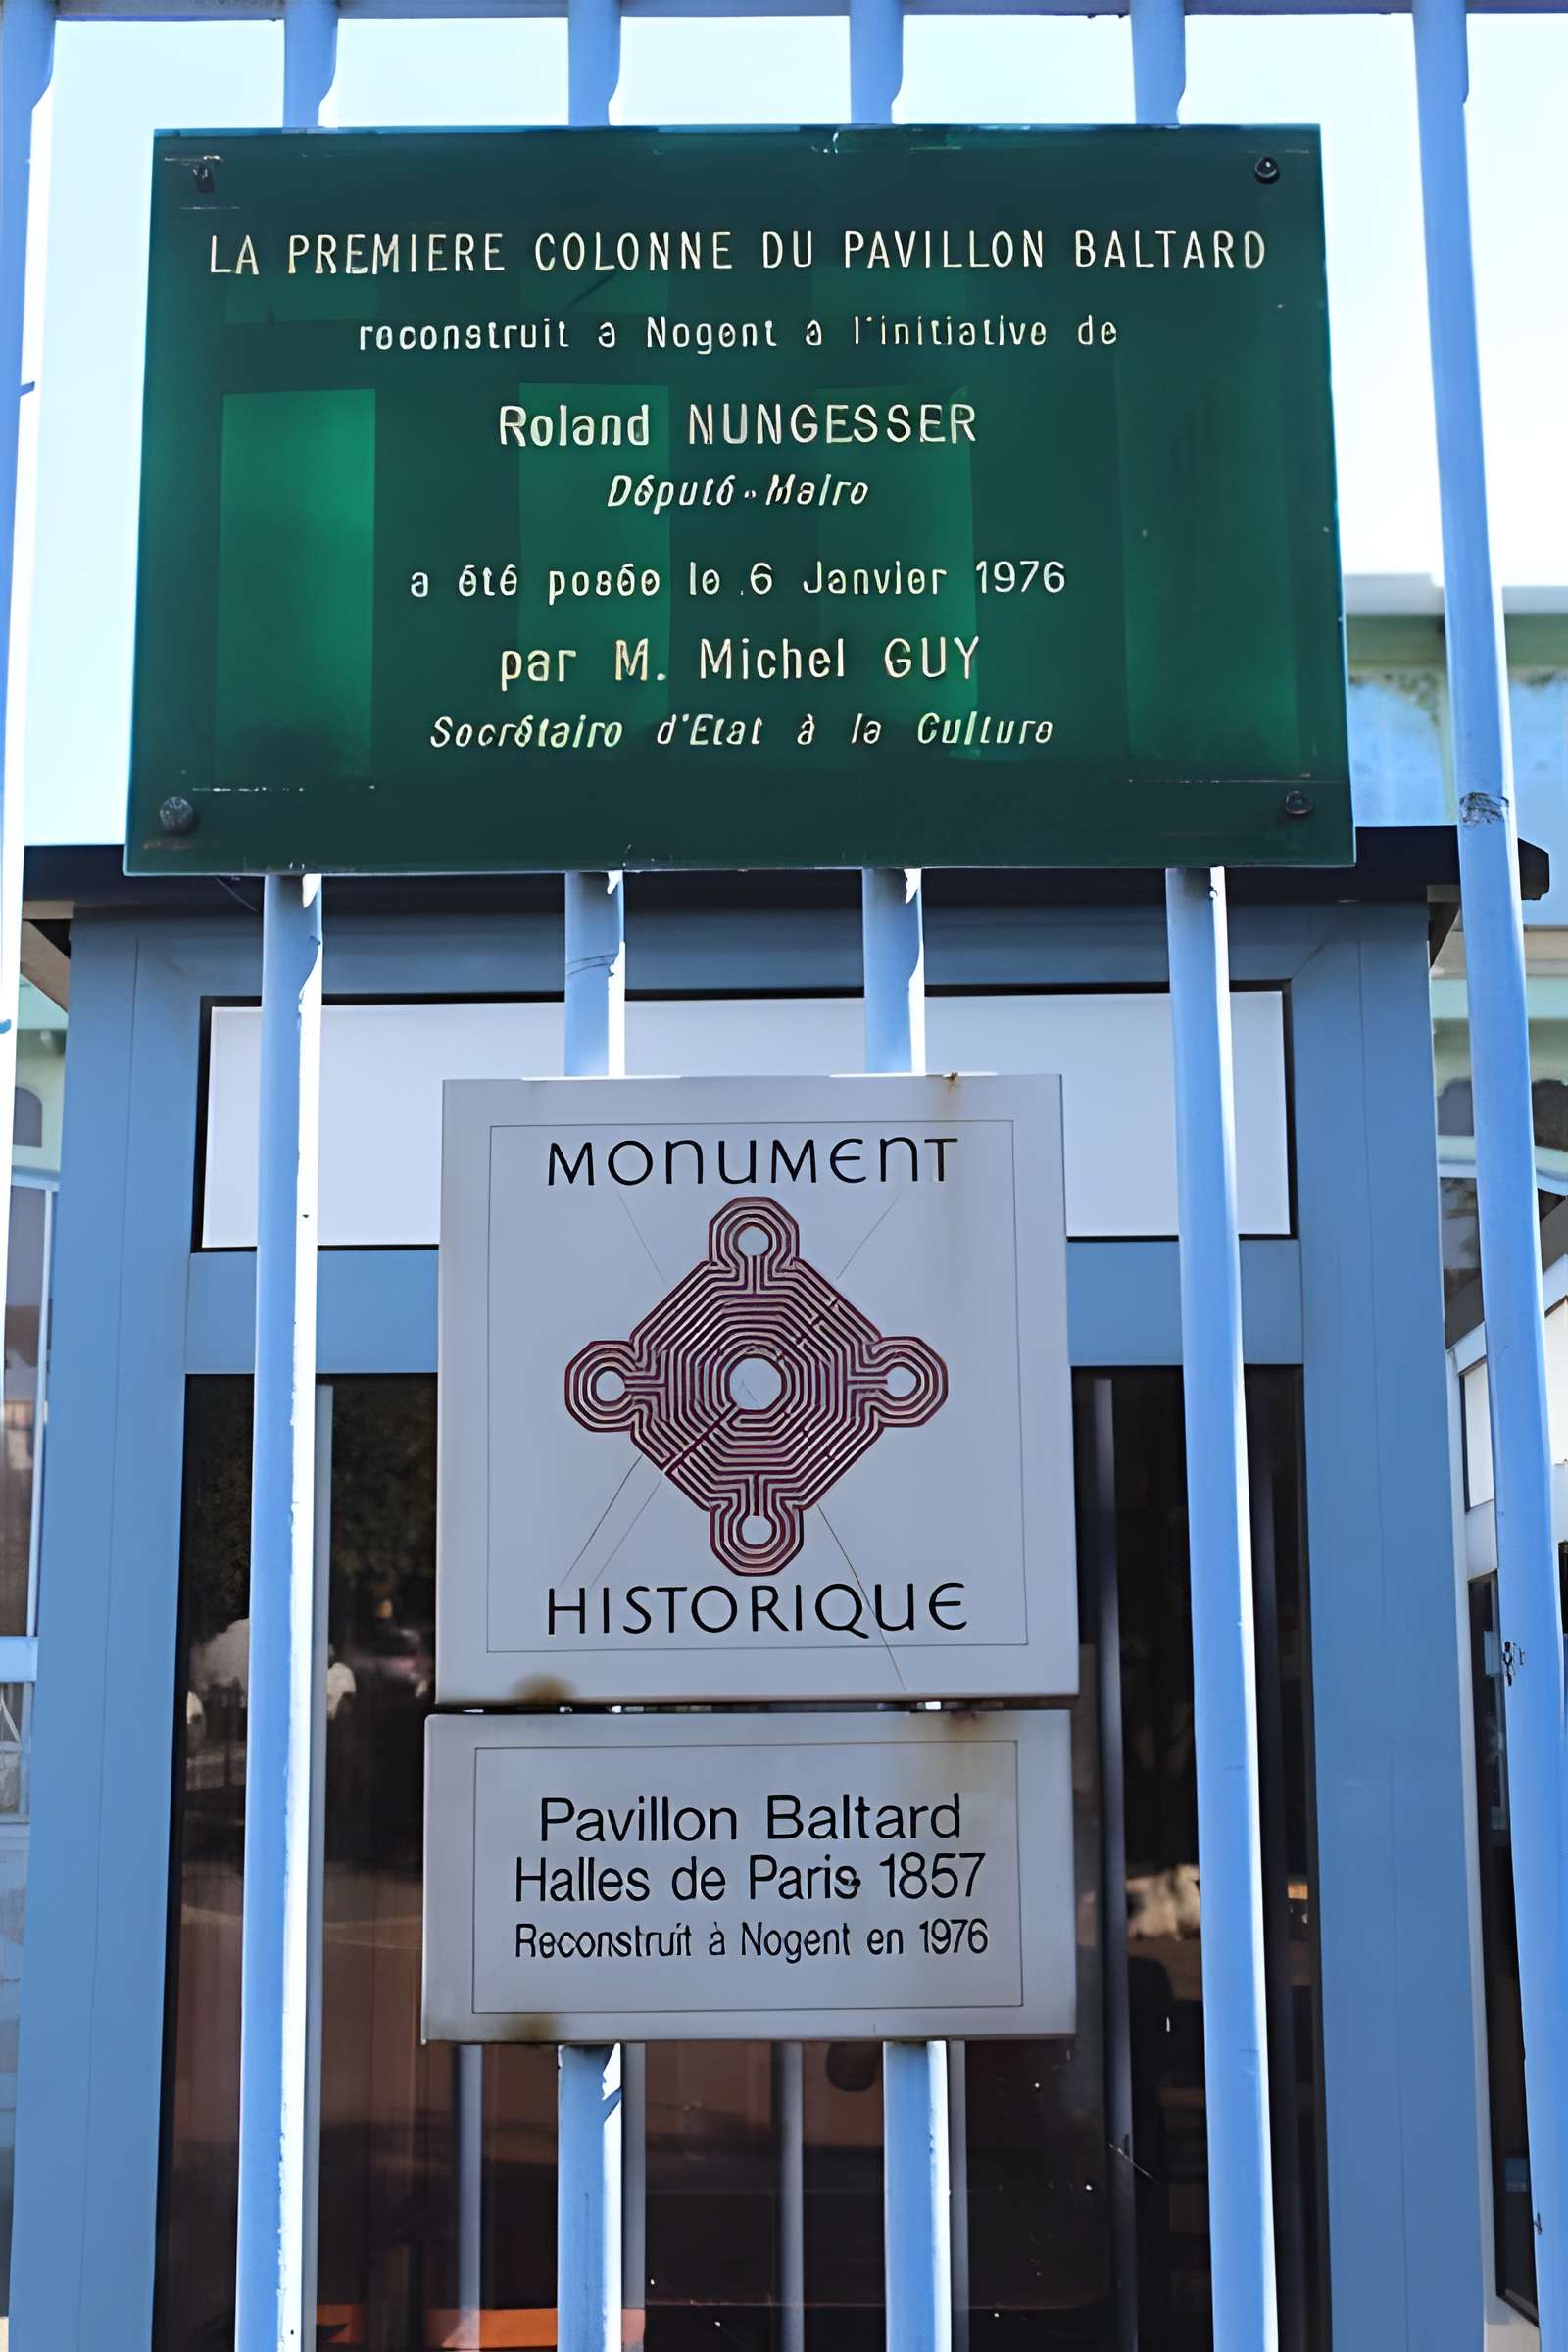 LA PREMIERE COLONNE DU PAVILLON BALTARD
reconstruit a Nogent a l'initiative de
Roland NUNGESSER
Député-Maire
a été posée le 6 Janvier 1976
par M. Michel GUY
Secrétaire d'Etat à la Culture
MONUMENT
HISTORIQUE
Pavillon Baltard
Halles de Paris 1857
Reconstruit à Nogent en 1976